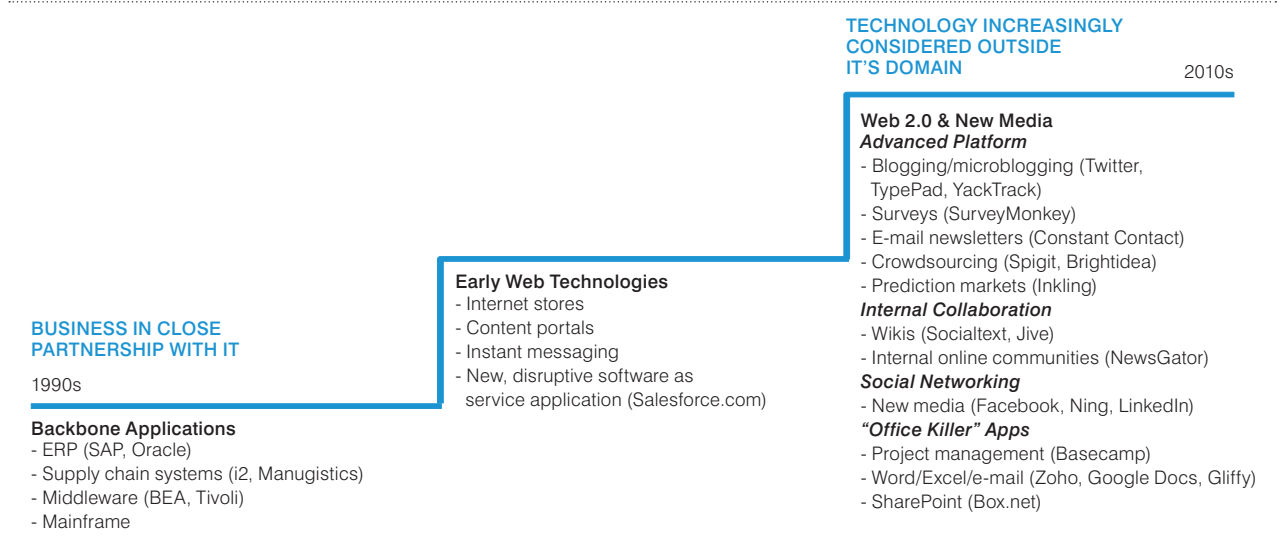 BUSINESS IN CLOSE
PARTNERSHIP WITH IT
1990s
Backbone Applications
- ERP (SAP, Oracle)
- Supply chain systems (i2, Manugistics)
- Middleware (BEA, Tivoli)
- Mainframe
Early Web Technologies
- Internet stores
- Content portals
- Instant messaging
- New, disruptive software as
service application (Salesforce.com)
TECHNOLOGY INCREASINGLY
CONSIDERED OUTSIDE
IT’S DOMAIN
2010s
Web 2.0 & New Media
Advanced Platform
- Blogging/microblogging (Twitter,
TypePad, YackTrack)
- Surveys (SurveyMonkey)
- E-mail newsletters (Constant Contact)
- Crowdsourcing (Spigit, Brightidea)
- Prediction markets (Inkling)
Internal Collaboration
- Wikis (Socialtext, Jive)
- Internal online communities (NewsGator)
Social Networking
- New media (Facebook, Ning, LinkedIn)
“Office Killer” Apps
- Project management (Basecamp)
- Word/Excel/e-mail (Zoho, Google Docs, Gliffy)
- SharePoint (Box.net)